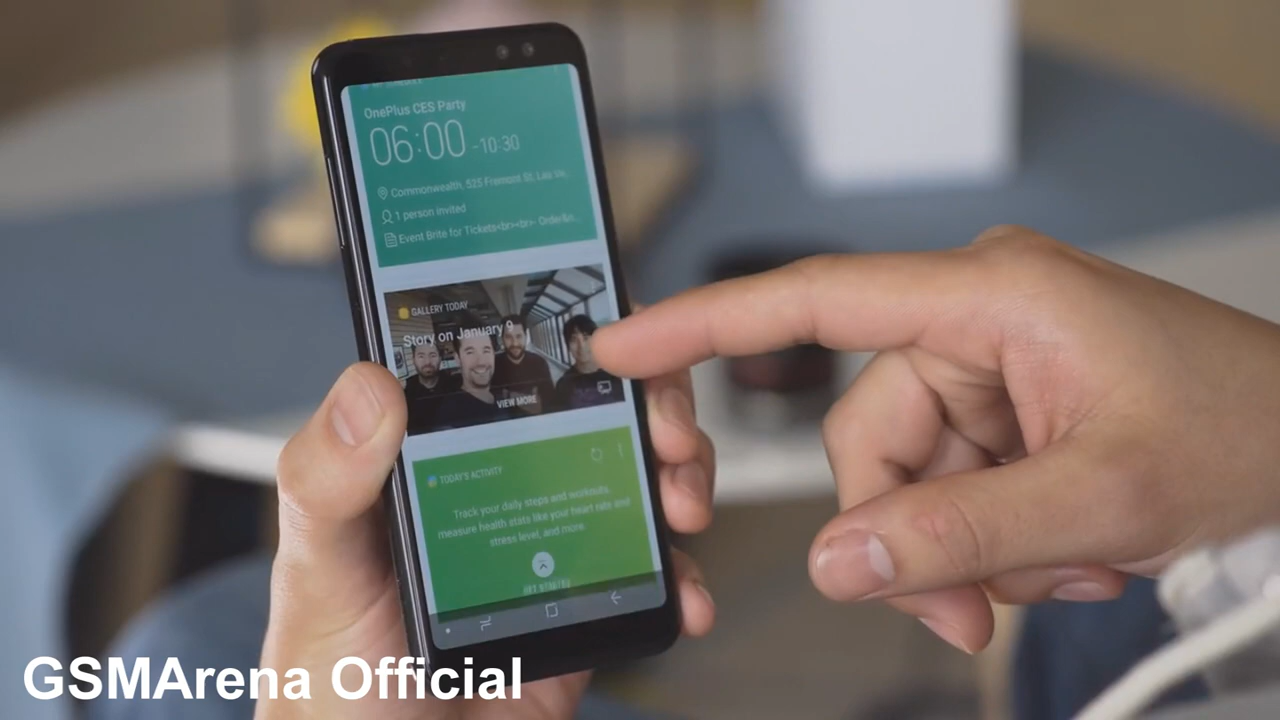 OnePlus CES Party
06:00 - 10:30
Commonwealth, 525 Fremont St, Las Ve...
1 person invited
Event Brite for Tickets<br><br>- Order&n...
GALLERY TODAY
Story on January 9
VIEW MORE
TODAY'S ACTIVITY
Track your daily steps and workouts,
measure health stats like your heart rate and
stress level, and more.
GSMArena Official